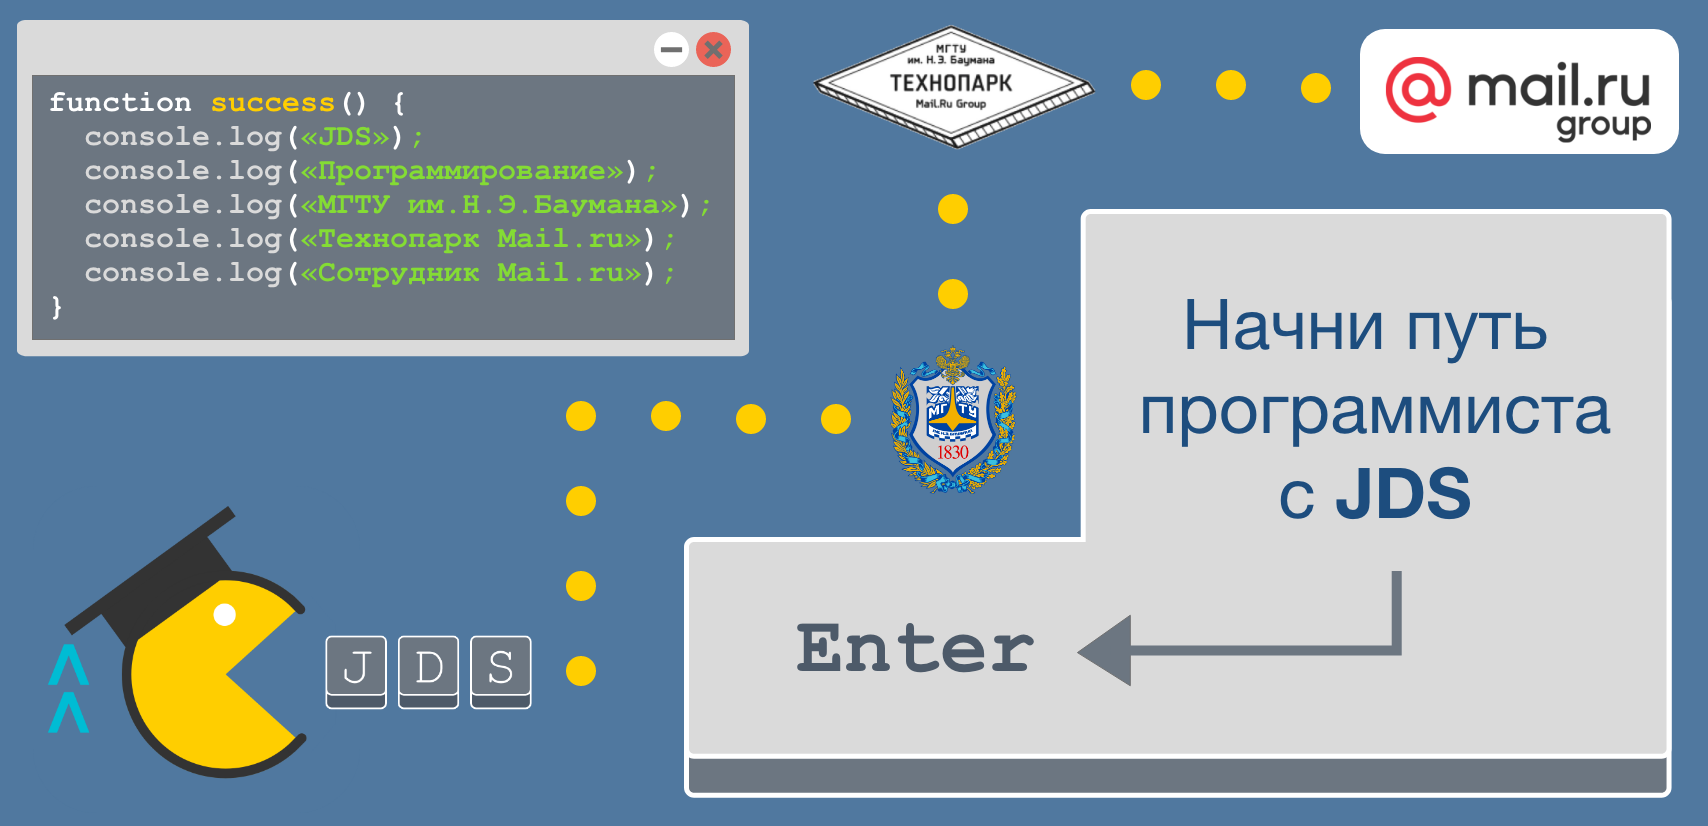 function success() {
console.log(«JDS»);
console.log(«Программирование»);
console.log(«МГТУ им.Н.Э.Баумана»);
console.log(«Технопарк Mail.ru»);
console.log(«Сотрудник Mail.ru»);
}
МГТУ
им. Н.Э. Баумана
ТЕХНОПАРК
Mail.Ru Group
@mail.ru
group
МГТУ
1830
Начни путь
программиста
с JDS
Enter
J D S